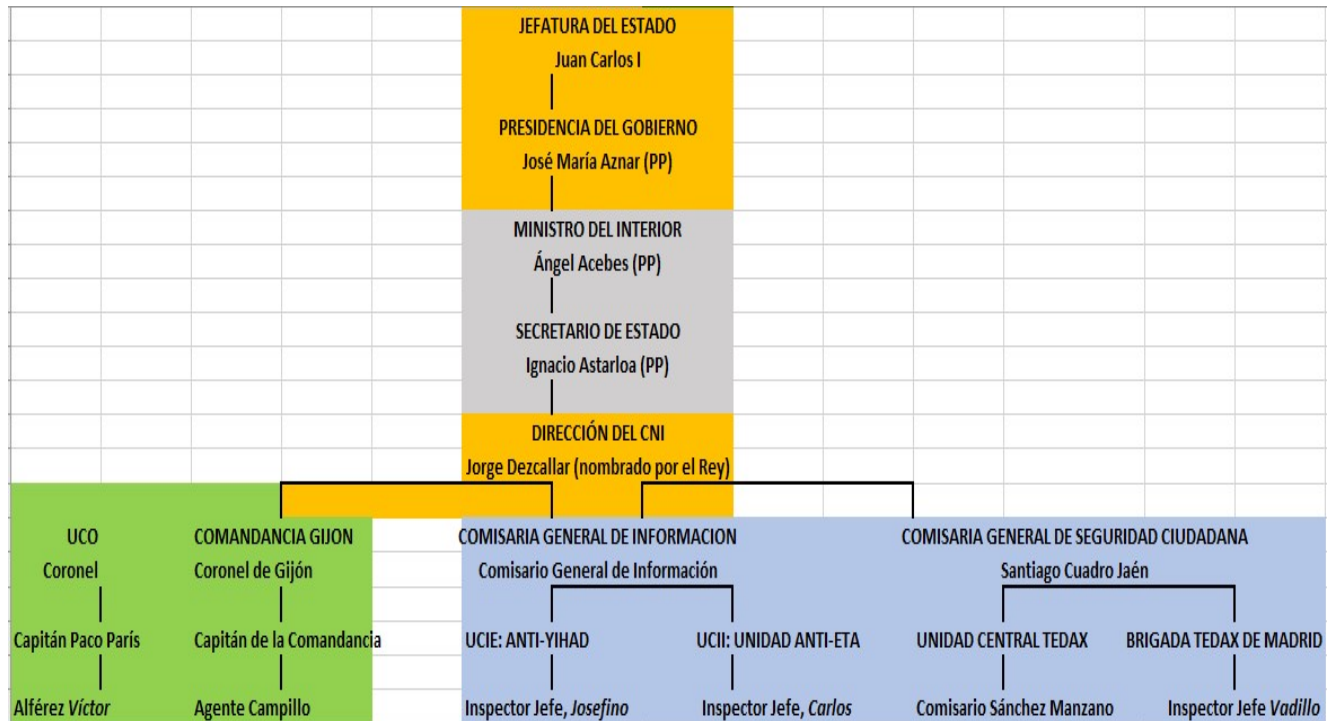 JEFATURA DEL ESTADO
Juan Carlos I
PRESIDENCIA DEL GOBIERNO
José María Aznar (PP)
MINISTRO DEL INTERIOR
Ángel Acebes (PP)
SECRETARIO DE ESTADO
Ignacio Astarloa (PP)
DIRECCIÓN DEL CNI
Jorge Dezcallar (nombrado por el Rey)
UCO COMANDANCIA GIJON COMISARIA GENERAL DE INFORMACION COMISARIA GENERAL DE SEGURIDAD CIUDADANA
Coronel Coronel de Gijón Comisario General de Información Santiago Cuadro Jaén
Capitán Paco París Capitán de la Comandancia UCIE: ANTI-YIHAD UCII: UNIDAD ANTI-ETA UNIDAD CENTRAL TEDAX BRIGADA TEDAX DE MADRID
Alférez Víctor Agente Campillo Inspector Jefe, Josefino Inspector Jefe, Carlos Comisario Sánchez Manzano Inspector Jefe Vadillo